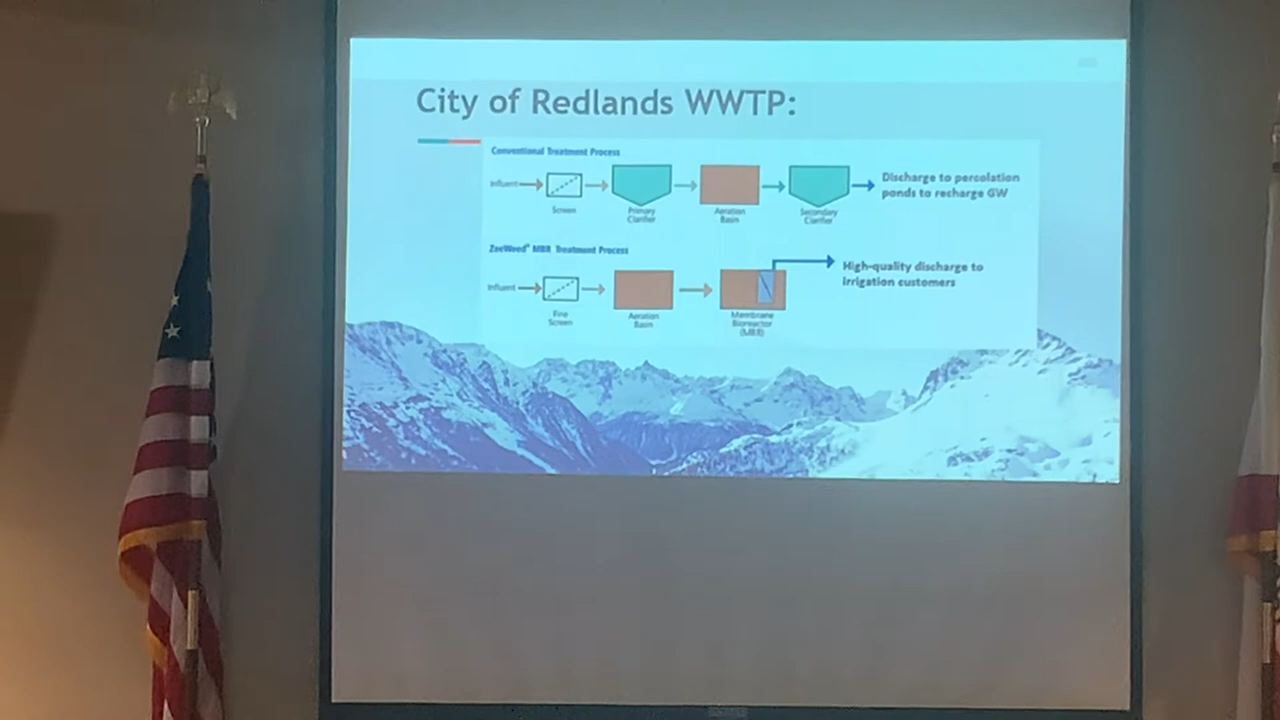 City of Redlands WWTP:
Conventional Treatment Process
Influent
Screen
Primary
Clarifier
Aeration
Basin
Secondary
Clarifier
Discharge to percolation
ponds to recharge GW
ZeeWeed® MBR Treatment Process
Influent
Fine
Screen
Aeration
Basin
Membrane
Bioreactor
(MBR)
High-quality discharge to
irrigation customers